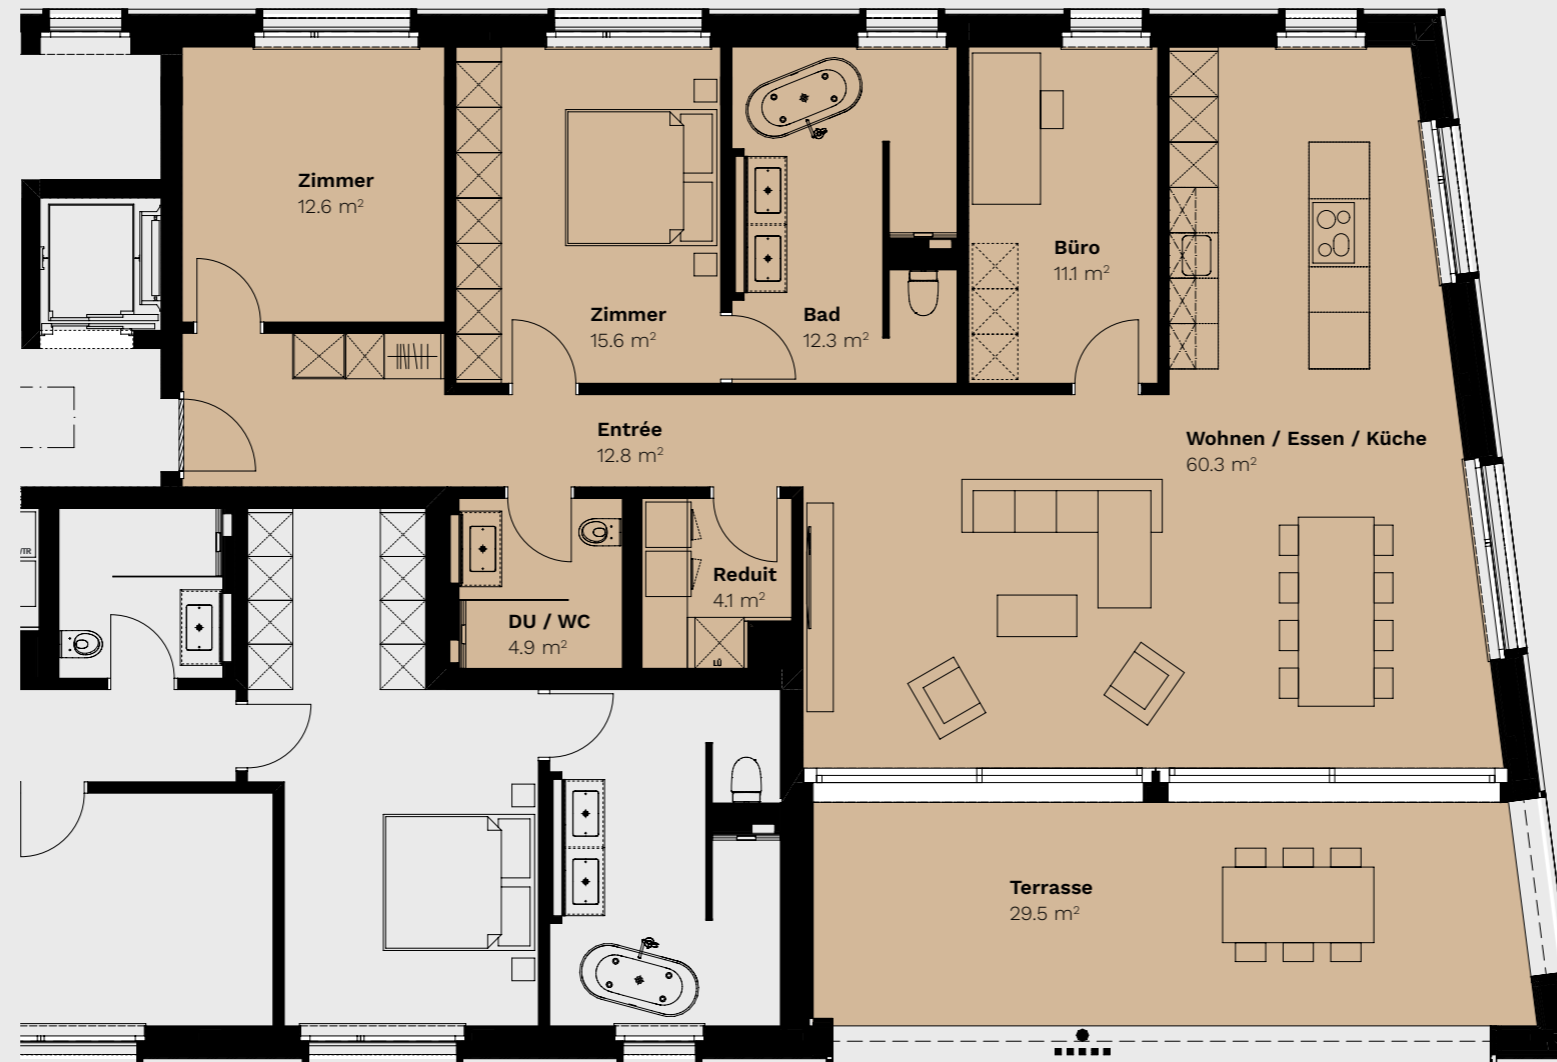 Zimmer
12.6 m²
Zimmer
15.6 m²
Bad
12.3 m²
Büro
11.1 m²
Entrée
12.8 m²
Wohnen / Essen / Küche
60.3 m²
DU / WC
4.9 m²
Reduit
4.1 m²
LÜ
Terrasse
29.5 m²